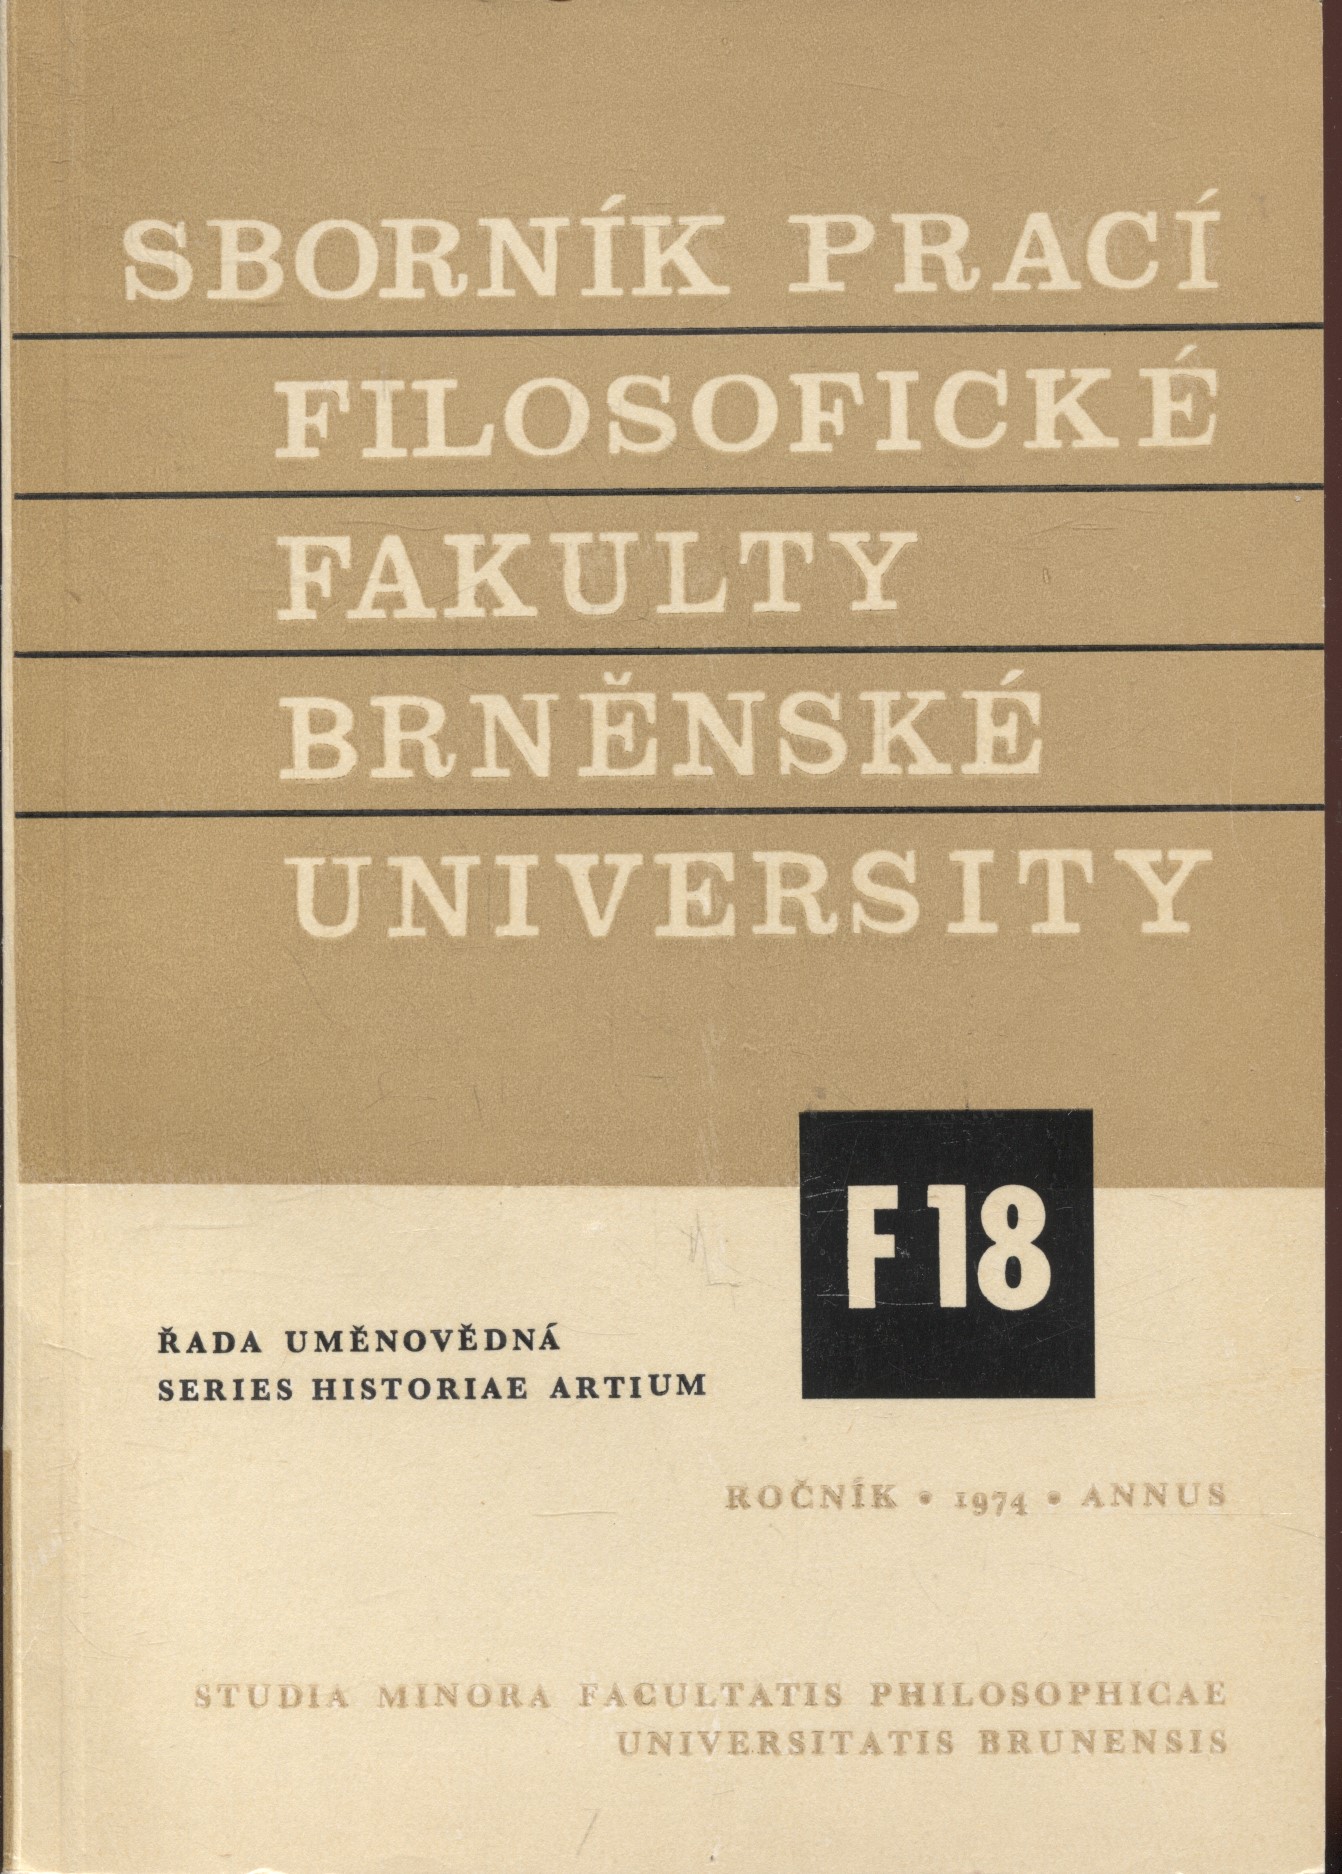 SBORNÍK PRACÍ
FILOSOFICKÉ
FAKULTY
BRNĚNSKÉ
UNIVERSITY
F18
ŘADA UMĚNOVĚDNÁ
SERIES HISTORIAE ARTIUM
ROČNÍK • 1974 • ANNUS
STUDIA MINORA FACULTATIS PHILOSOPHICAE
UNIVERSITATIS BRUNENSIS